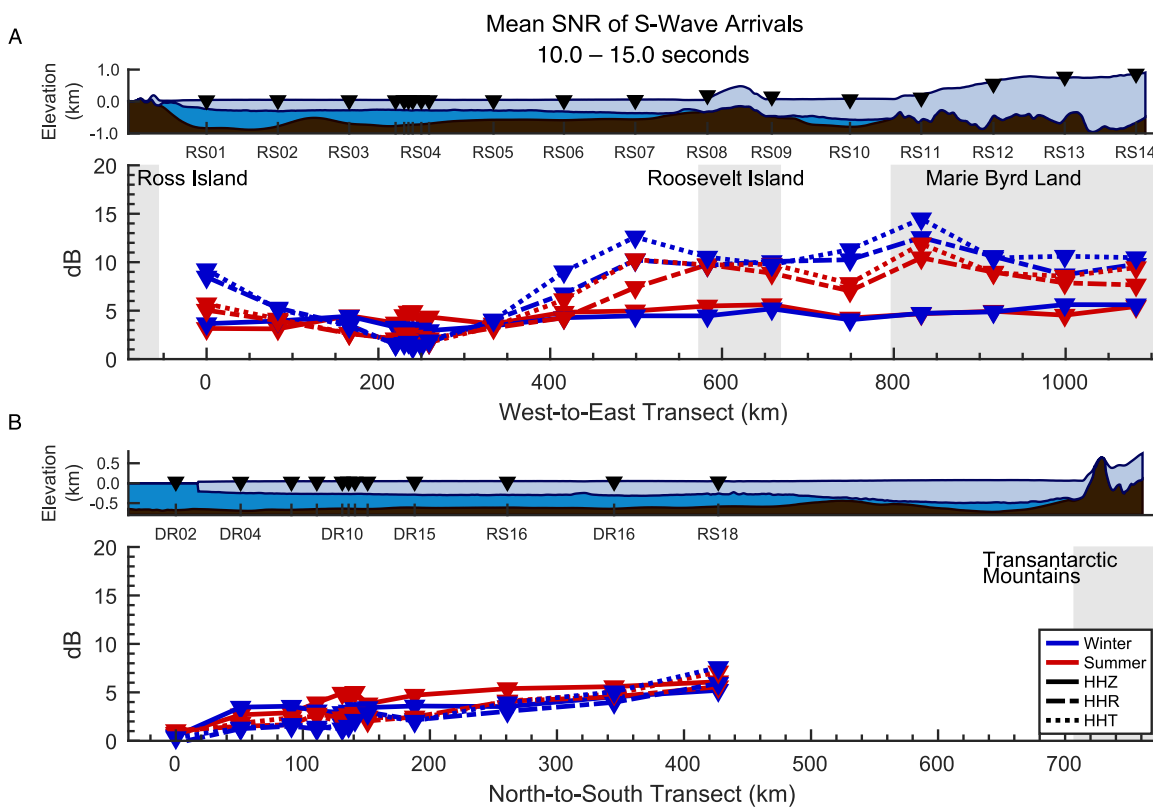 A
Mean SNR of S-Wave Arrivals
10.0 – 15.0 seconds
Elevation
(km)
1.0
0.0
-1.0
RS01 RS02 RS03 RS04 RS05 RS06 RS07 RS08 RS09 RS10 RS11 RS12 RS13 RS14
Ross Island Roosevelt Island Marie Byrd Land
dB
20
15
10
5
0
0 200 400 600 800 1000
West-to-East Transect (km)
B
Elevation
(km)
0.5
0.0
-0.5
DR02 DR04 DR10 DR15 RS16 DR16 RS18
Transantarctic
Mountains
dB
20
15
10
5
0
Winter
Summer
HHZ
HHR
HHT
0 100 200 300 400 500 600 700
North-to-South Transect (km)